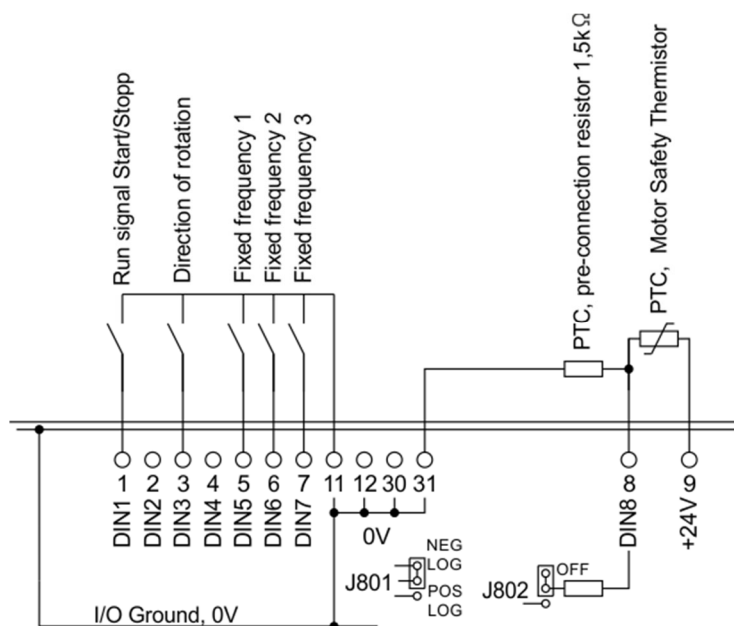 Run signal Start/Stopp
Direction of rotation
Fixed frequency 1
Fixed frequency 2
Fixed frequency 3
PTC, pre-connection resistor 1,5kΩ
PTC, Motor Safety Thermistor
1 2 3 4 5 6 7 11 12 30 31 8 9
DIN1
DIN2
DIN3
DIN4
DIN5
DIN6
DIN7
DIN8
+24V
0V
NEG
LOG
J801
POS
LOG
J802
OFF
I/O Ground, 0V